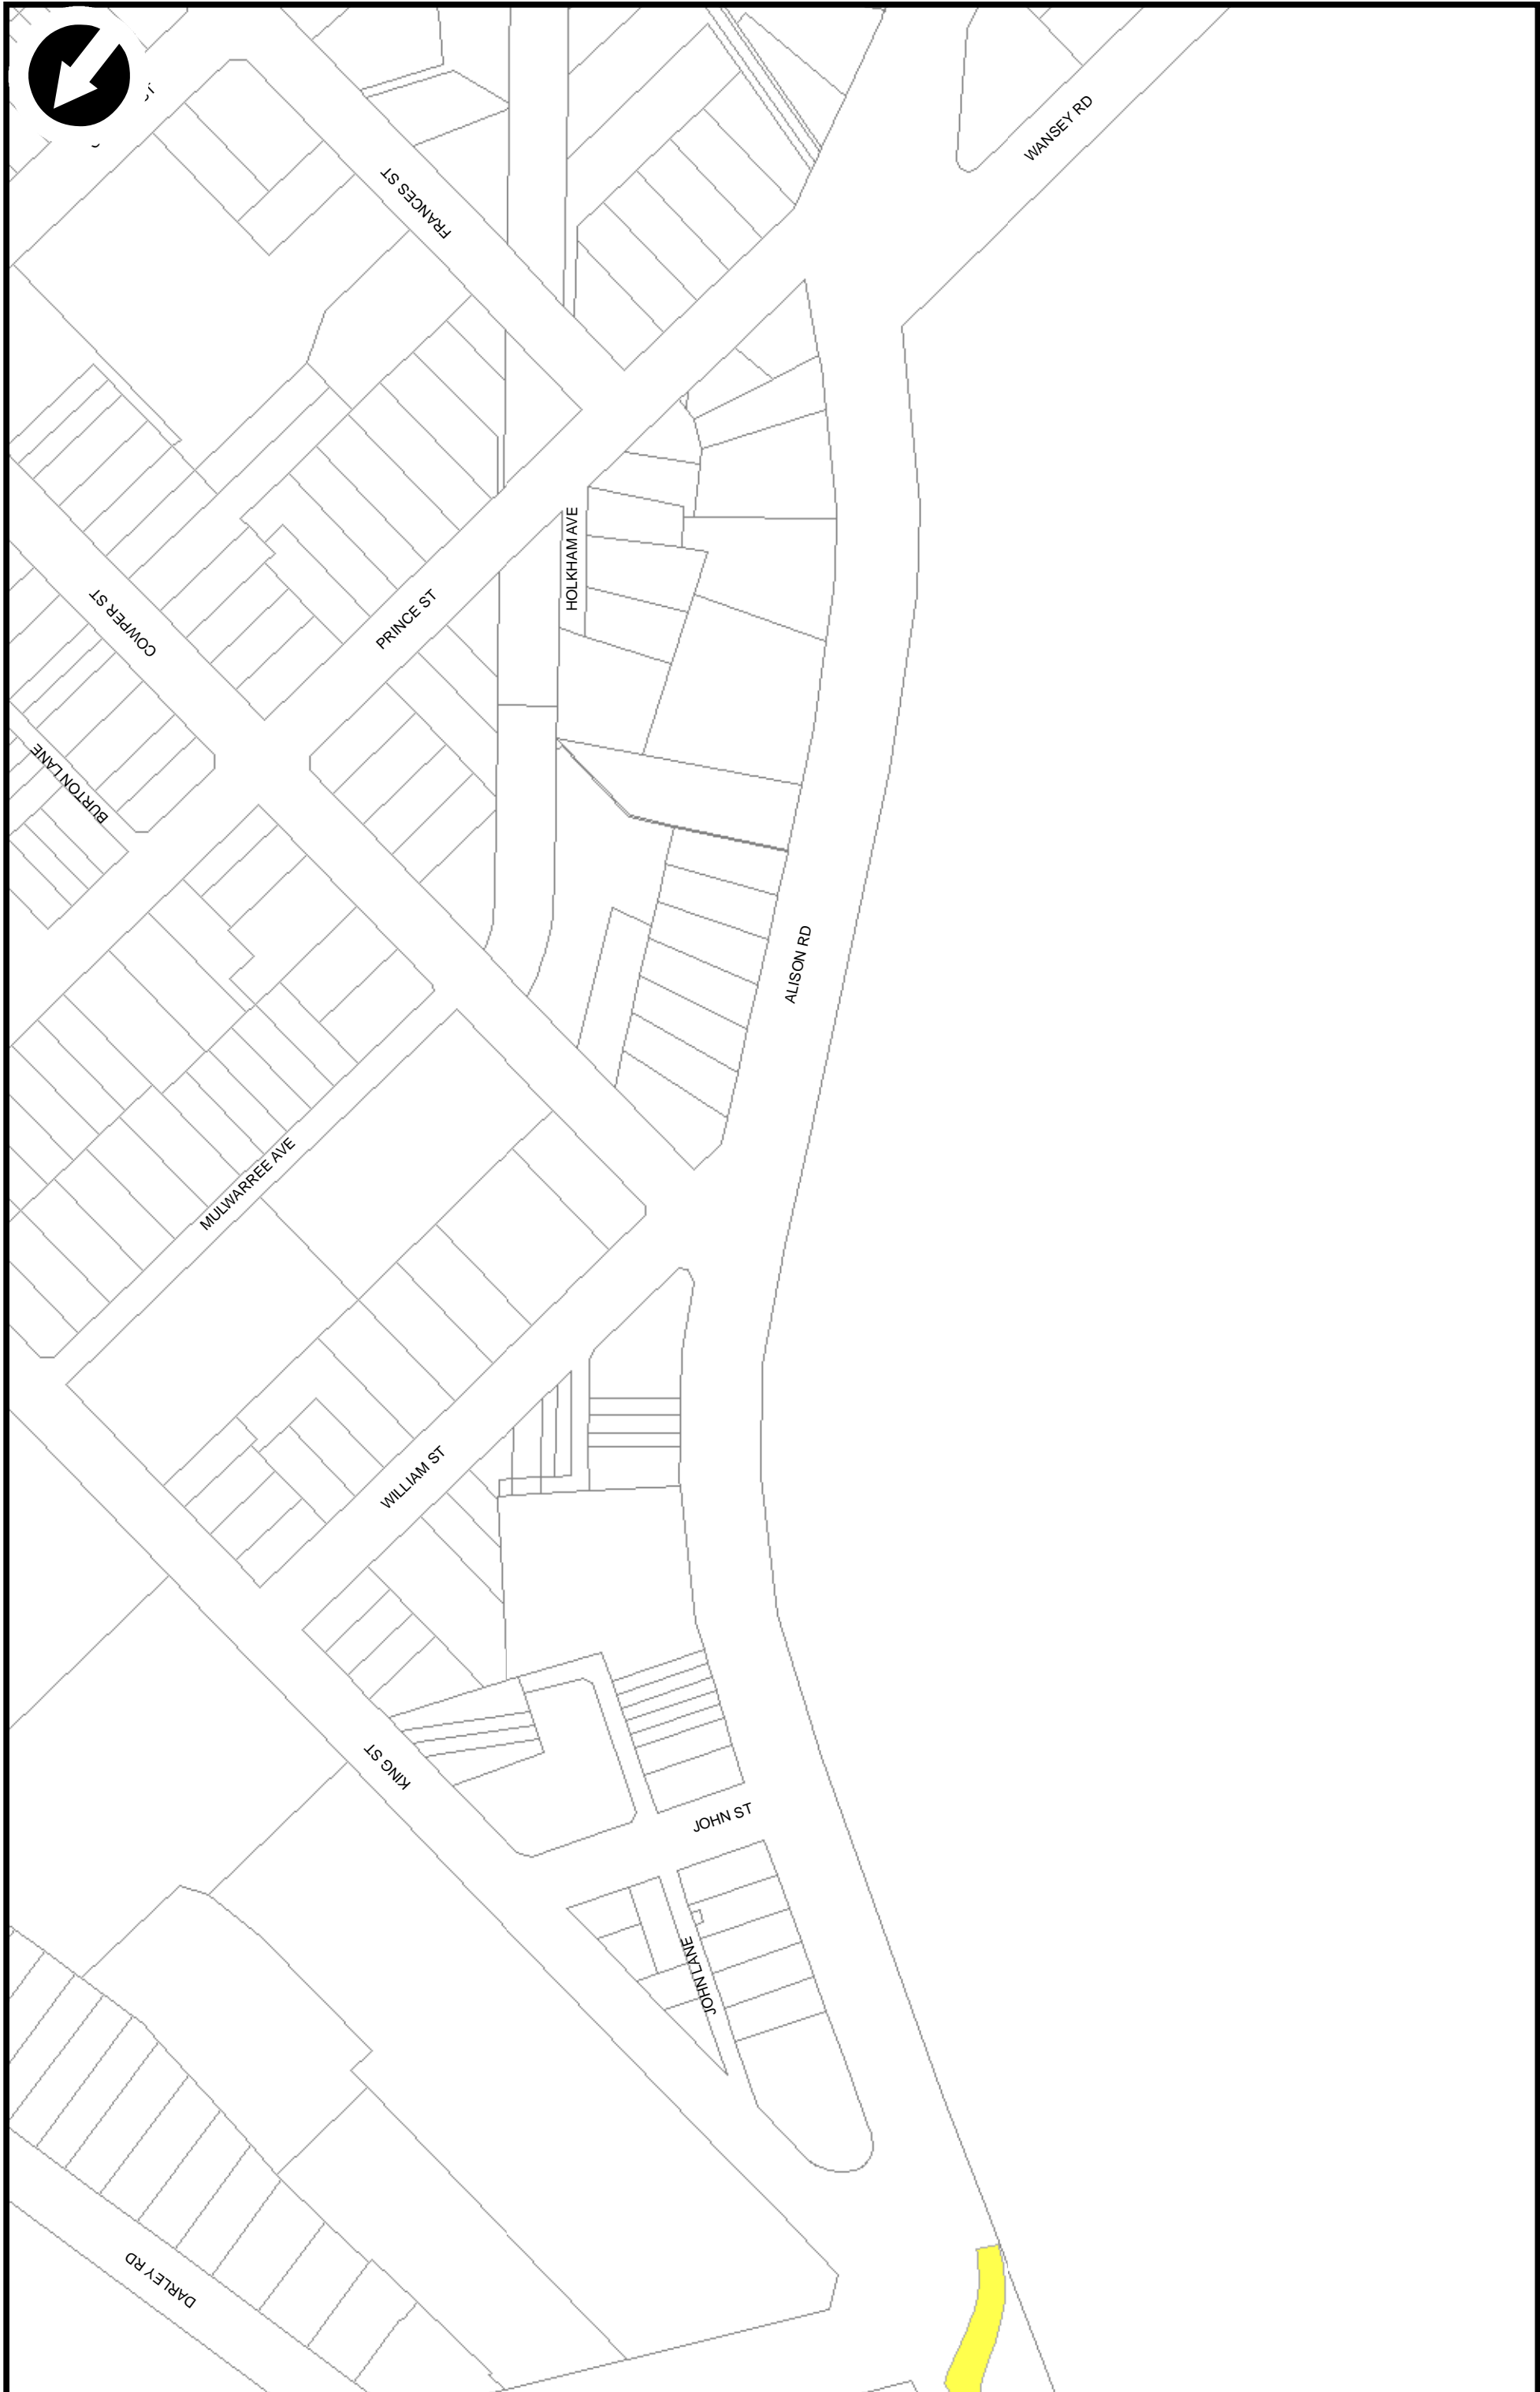 WANSEY RD
FRANCES ST
HOLKHAM AVE
COWPER ST
PRINCE ST
BURTON LANE
ALISON RD
MULWARREE AVE
WILLIAM ST
KING ST
JOHN ST
JOHN LANE
DARLEY RD